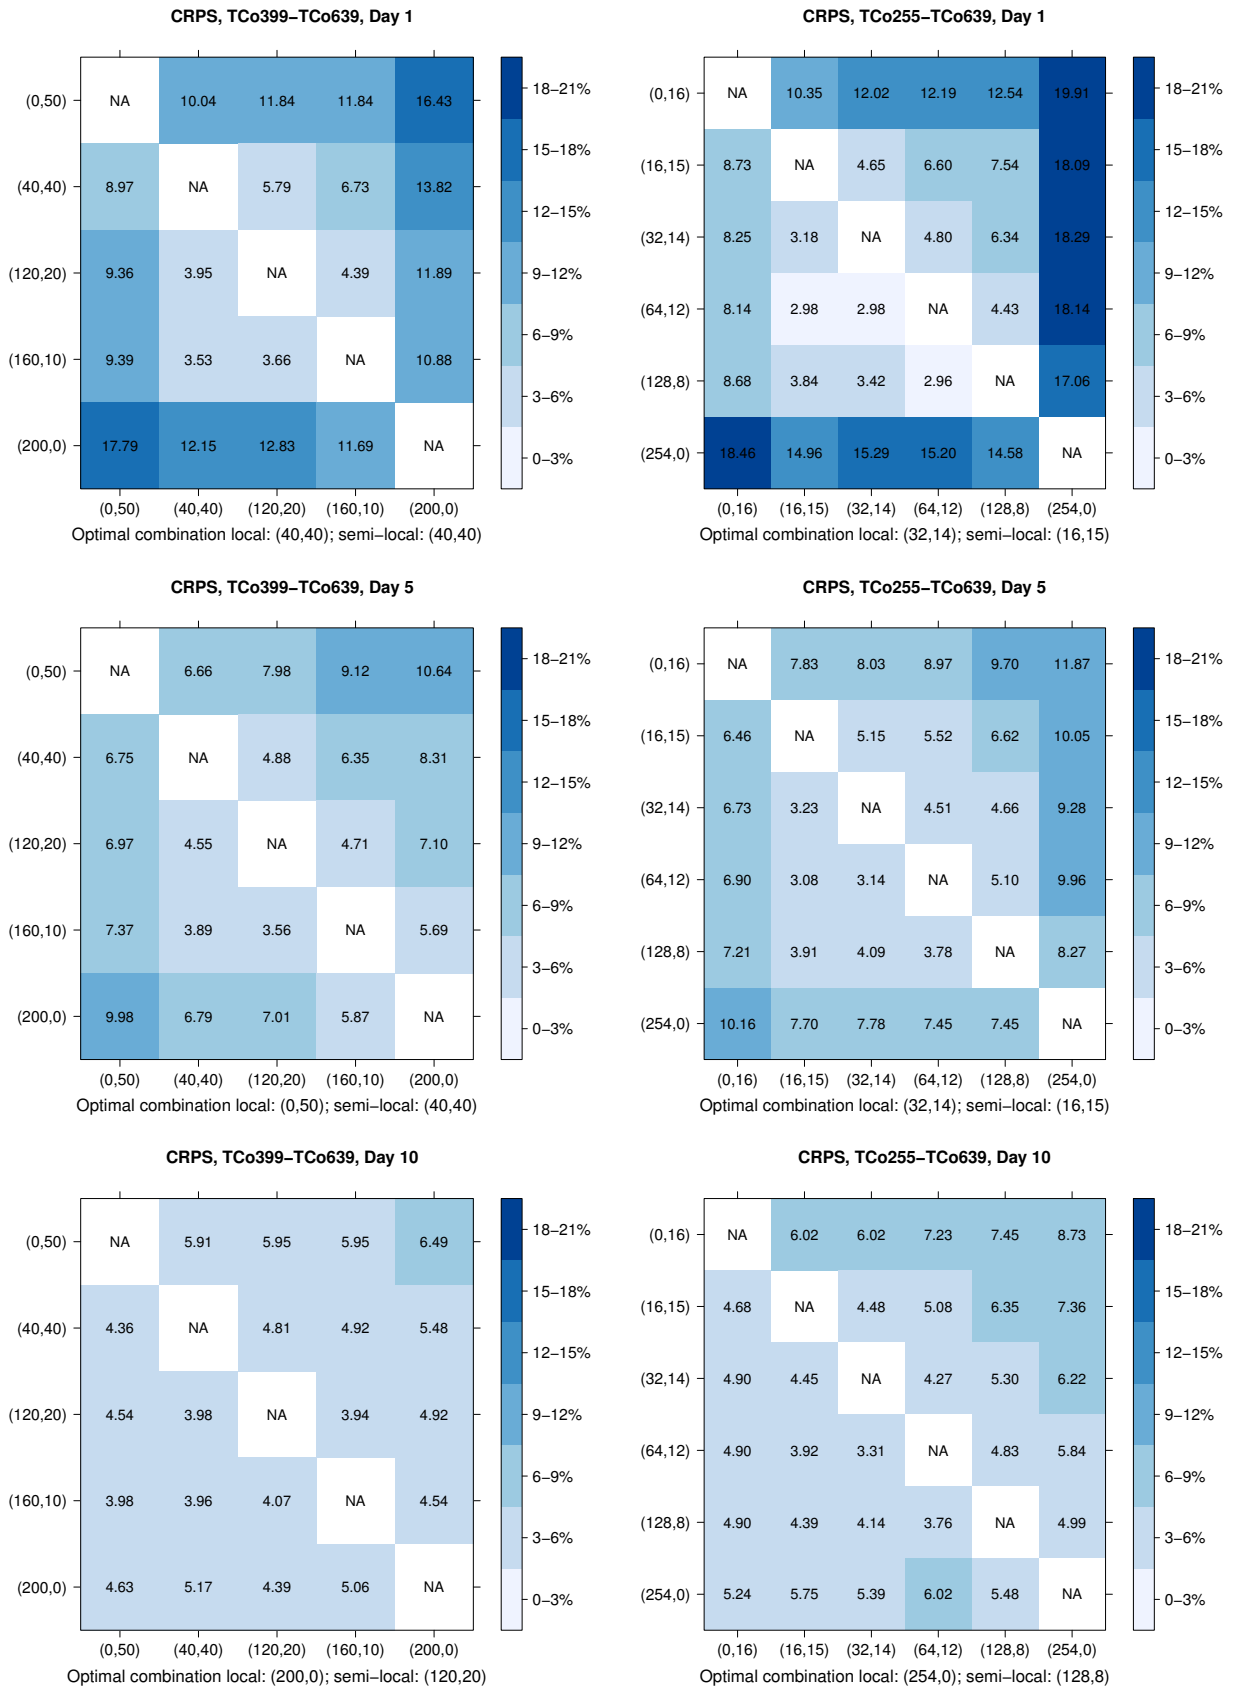 CRPS, TCo399−TCo639, Day 1
(0,50) NA 10.04 11.84 11.84 16.43
(40,40) 8.97 NA 5.79 6.73 13.82
(120,20) 9.36 3.95 NA 4.39 11.89
(160,10) 9.39 3.53 3.66 NA 10.88
(200,0) 17.79 12.15 12.83 11.69 NA
(0,50) (40,40) (120,20) (160,10) (200,0)
Optimal combination local: (40,40); semi−local: (40,40)
18−21%
15−18%
12−15%
9−12%
6−9%
3−6%
0−3%
CRPS, TCo255−TCo639, Day 1
(0,16) NA 10.35 12.02 12.19 12.54 19.91
(16,15) 8.73 NA 4.65 6.60 7.54 18.09
(32,14) 8.25 3.18 NA 4.80 6.34 18.29
(64,12) 8.14 2.98 2.98 NA 4.43 18.14
(128,8) 8.68 3.84 3.42 2.96 NA 17.06
(254,0) 18.46 14.96 15.29 15.20 14.58 NA
(0,16) (16,15) (32,14) (64,12) (128,8) (254,0)
Optimal combination local: (32,14); semi−local: (16,15)
18−21%
15−18%
12−15%
9−12%
6−9%
3−6%
0−3%
CRPS, TCo399−TCo639, Day 5
(0,50) NA 6.66 7.98 9.12 10.64
(40,40) 6.75 NA 4.88 6.35 8.31
(120,20) 6.97 4.55 NA 4.71 7.10
(160,10) 7.37 3.89 3.56 NA 5.69
(200,0) 9.98 6.79 7.01 5.87 NA
(0,50) (40,40) (120,20) (160,10) (200,0)
Optimal combination local: (0,50); semi−local: (40,40)
18−21%
15−18%
12−15%
9−12%
6−9%
3−6%
0−3%
CRPS, TCo255−TCo639, Day 5
(0,16) NA 7.83 8.03 8.97 9.70 11.87
(16,15) 6.46 NA 5.15 5.52 6.62 10.05
(32,14) 6.73 3.23 NA 4.51 4.66 9.28
(64,12) 6.90 3.08 3.14 NA 5.10 9.96
(128,8) 7.21 3.91 4.09 3.78 NA 8.27
(254,0) 10.16 7.70 7.78 7.45 7.45 NA
(0,16) (16,15) (32,14) (64,12) (128,8) (254,0)
Optimal combination local: (32,14); semi−local: (16,15)
18−21%
15−18%
12−15%
9−12%
6−9%
3−6%
0−3%
CRPS, TCo399−TCo639, Day 10
(0,50) NA 5.91 5.95 5.95 6.49
(40,40) 4.36 NA 4.81 4.92 5.48
(120,20) 4.54 3.98 NA 3.94 4.92
(160,10) 3.98 3.96 4.07 NA 4.54
(200,0) 4.63 5.17 4.39 5.06 NA
(0,50) (40,40) (120,20) (160,10) (200,0)
Optimal combination local: (200,0); semi−local: (120,20)
18−21%
15−18%
12−15%
9−12%
6−9%
3−6%
0−3%
CRPS, TCo255−TCo639, Day 10
(0,16) NA 6.02 6.02 7.23 7.45 8.73
(16,15) 4.68 NA 4.48 5.08 6.35 7.36
(32,14) 4.90 4.45 NA 4.27 5.30 6.22
(64,12) 4.90 3.92 3.31 NA 4.83 5.84
(128,8) 4.90 4.39 4.14 3.76 NA 4.99
(254,0) 5.24 5.75 5.39 6.02 5.48 NA
(0,16) (16,15) (32,14) (64,12) (128,8) (254,0)
Optimal combination local: (254,0); semi−local: (128,8)
18−21%
15−18%
12−15%
9−12%
6−9%
3−6%
0−3%